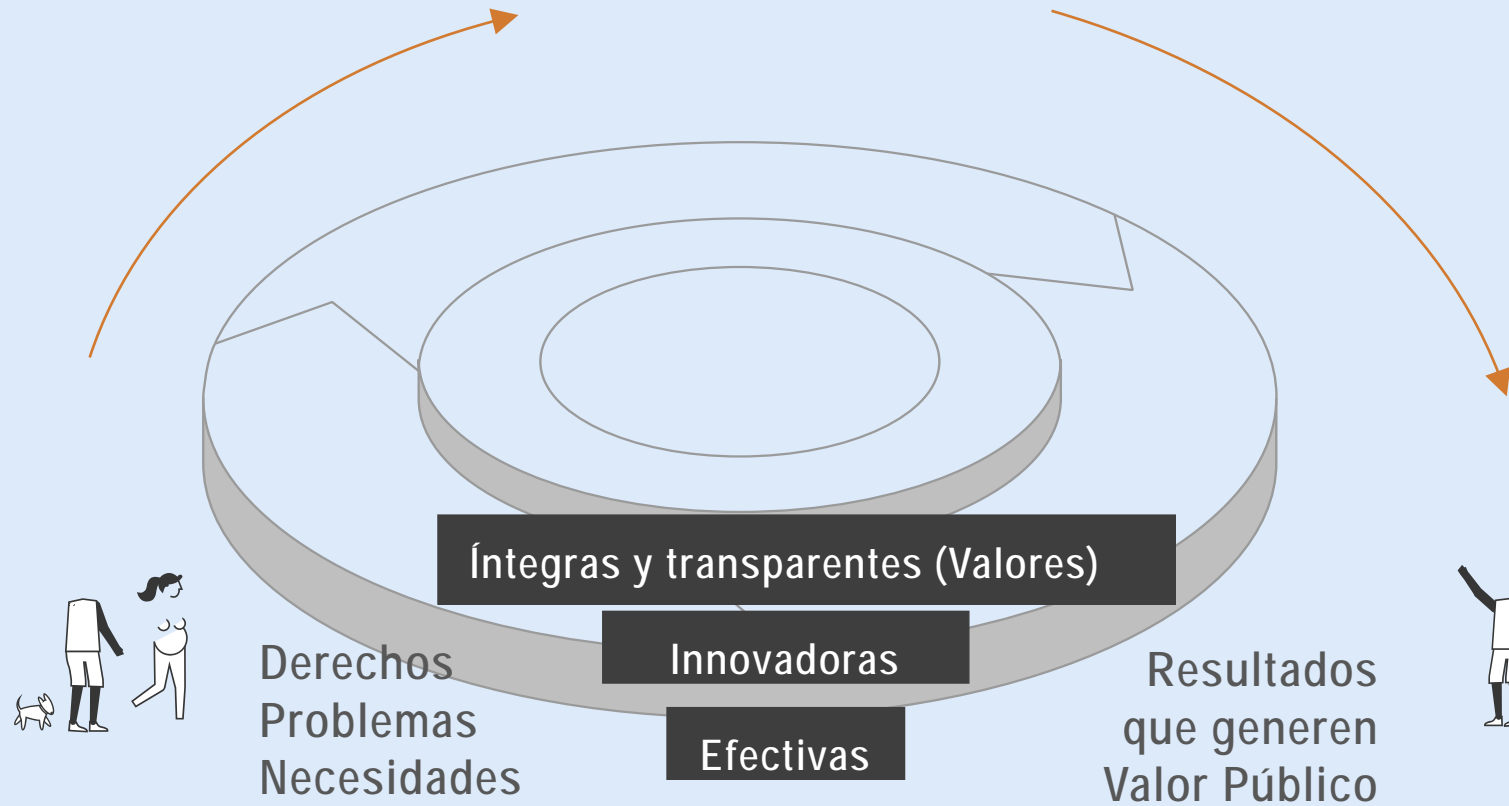 Íntegras y transparentes (Valores)
Innovadoras
Efectivas
Derechos
Problemas
Necesidades
Resultados
que generen
Valor Público